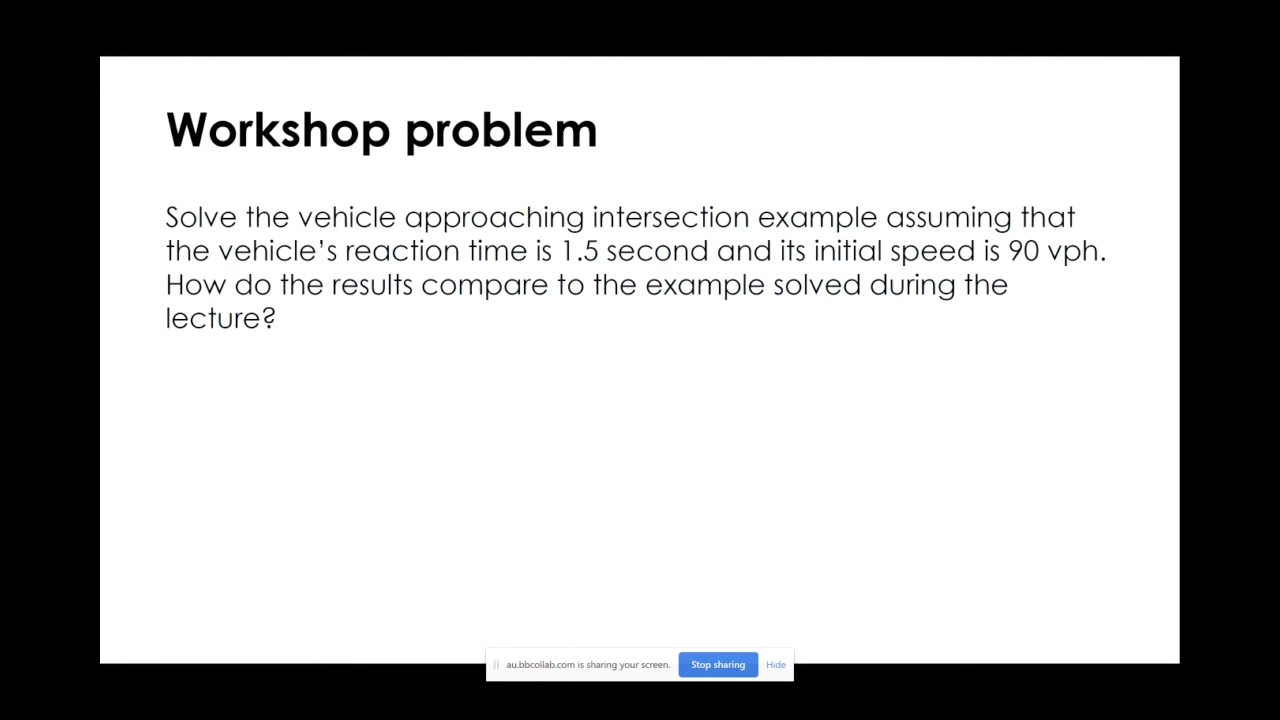 Workshop problem
Solve the vehicle approaching intersection example assuming that
the vehicle’s reaction time is 1.5 second and its initial speed is 90 vph.
How do the results compare to the example solved during the
lecture?
au.bbcollab.com is sharing your screen. Stop sharing Hide